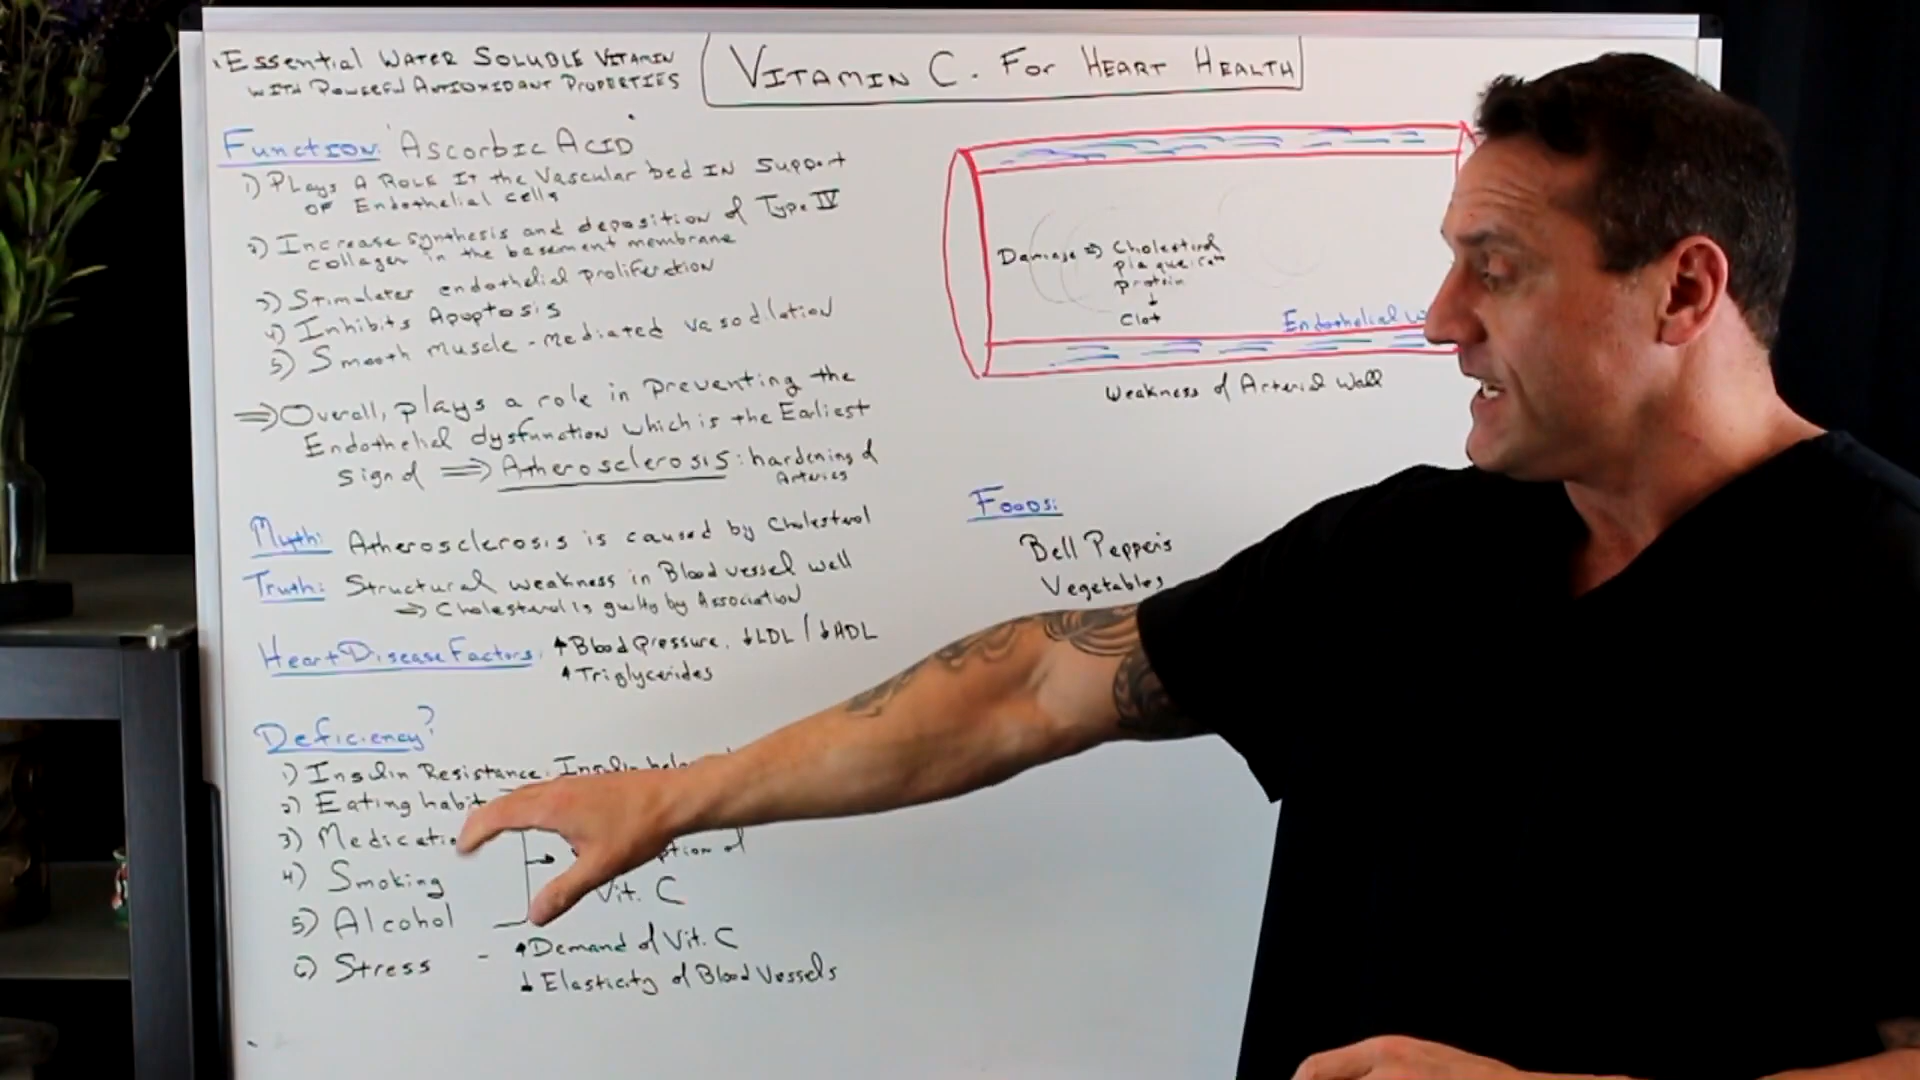 Essential Water Soluble Vitamin
with Powerful Antioxidant Properties
Vitamin C. For Heart Health
Function: "Ascorbic Acid"
1) Plays A Role It the Vascular bed IN Support
OF Endothelial cells
2) Increase synthesis and deposition of Type IV
collagen in the basement membrane
3) Stimulates endothelial proliferation
4) Inhibits Apoptosis
5) Smooth muscle-mediated vasodilation
⇒ Overall, plays a role in preventing the
Endothelial dysfunction which is the Earliest
sign of ⇒ Atherosclerosis: hardening of
Arteries
Myth: Atherosclerosis is caused by Cholesterol
Truth: Structural weakness in Blood vessel wall
⇒ Cholesterol is guilty by Association
Heart Disease Factors: ↑Blood Pressure, ↓LDL/↓HDL
↑Triglycerides
Deficiency?
1) Insulin Resistance: Insulin
2) Eating
3)
4) Smoking
5) Alcohol
Vit. C
6) Stress - ↑Demand of Vit. C
↓Elasticity of Blood Vessels
Damage ⇒ Cholesterol
plaque,
protein
↓
Clot
Endothelial
Weakness of Arterial Wall
Foods:
Bell Peppers
Vegetables